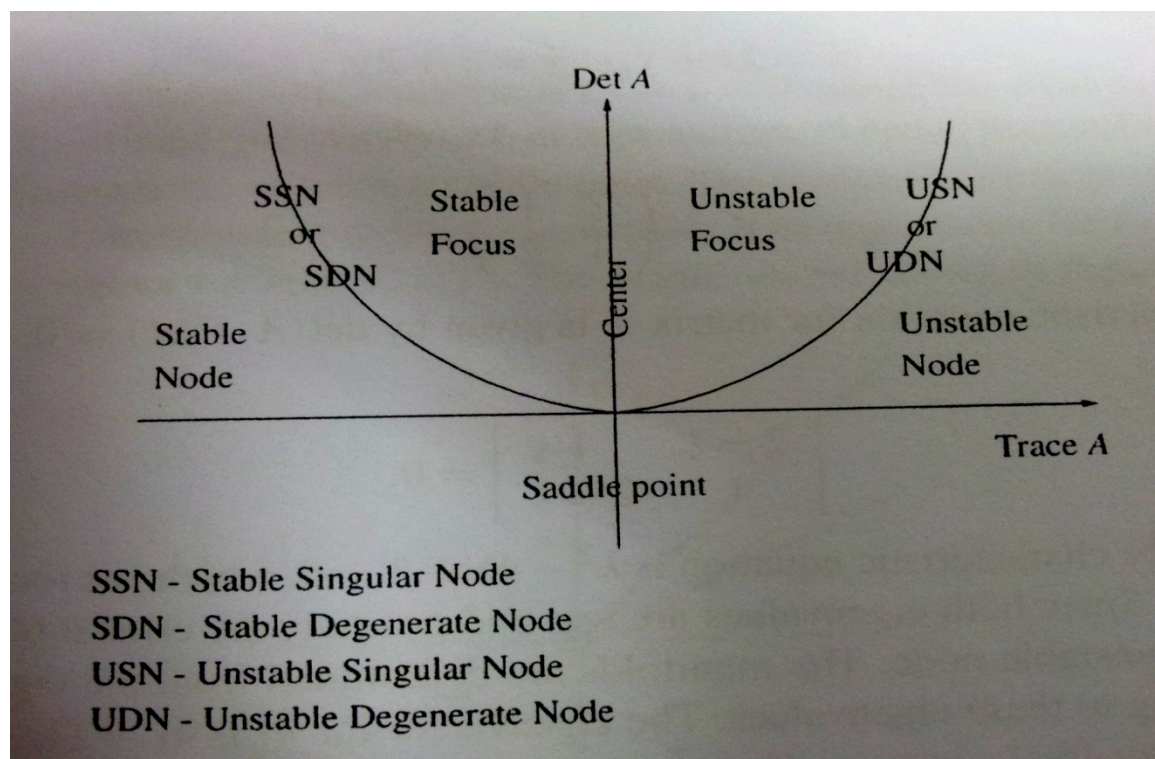 Det A
SSN
or
SDN
Stable
Focus
Center
Unstable
Focus
USN
or
UDN
Stable
Node
Unstable
Node
Trace A
Saddle point
SSN - Stable Singular Node
SDN - Stable Degenerate Node
USN - Unstable Singular Node
UDN - Unstable Degenerate Node